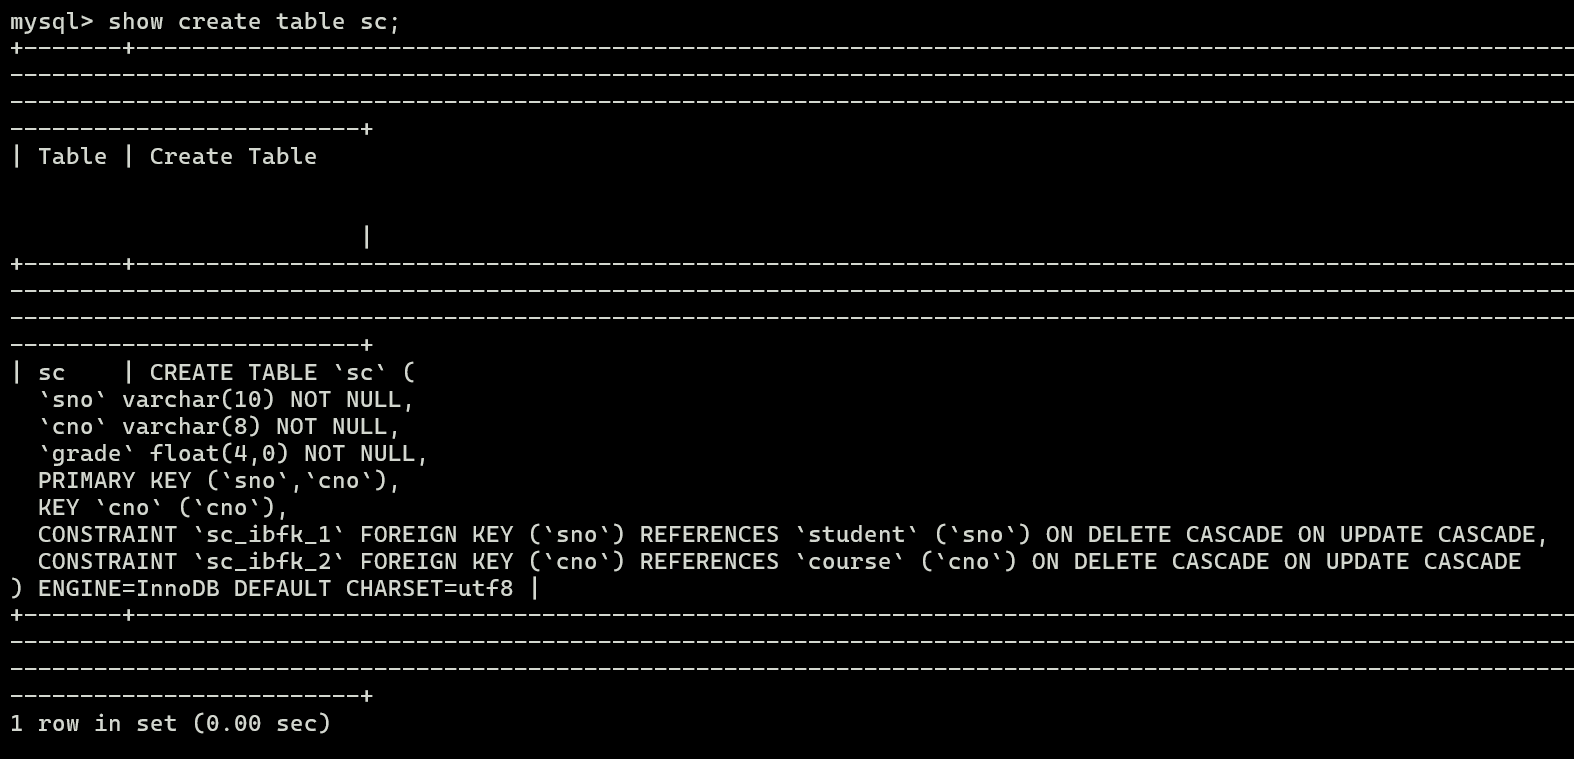 mysql> show create table sc;
+-------+-------------------------------------------------------------------------------------------------------
----------------------------------------------------------------------------------------------------------------
----------------------------------------------------------------------------------------------------------------
-------------------------+
| Table | Create Table
                         |
+-------+-------------------------------------------------------------------------------------------------------
----------------------------------------------------------------------------------------------------------------
----------------------------------------------------------------------------------------------------------------
-------------------------+
| sc    | CREATE TABLE `sc` (
  `sno` varchar(10) NOT NULL,
  `cno` varchar(8) NOT NULL,
  `grade` float(4,0) NOT NULL,
  PRIMARY KEY (`sno`,`cno`),
  KEY `cno` (`cno`),
  CONSTRAINT `sc_ibfk_1` FOREIGN KEY (`sno`) REFERENCES `student` (`sno`) ON DELETE CASCADE ON UPDATE CASCADE,
  CONSTRAINT `sc_ibfk_2` FOREIGN KEY (`cno`) REFERENCES `course` (`cno`) ON DELETE CASCADE ON UPDATE CASCADE
) ENGINE=InnoDB DEFAULT CHARSET=utf8 |
+-------+-------------------------------------------------------------------------------------------------------
----------------------------------------------------------------------------------------------------------------
----------------------------------------------------------------------------------------------------------------
-------------------------+
1 row in set (0.00 sec)